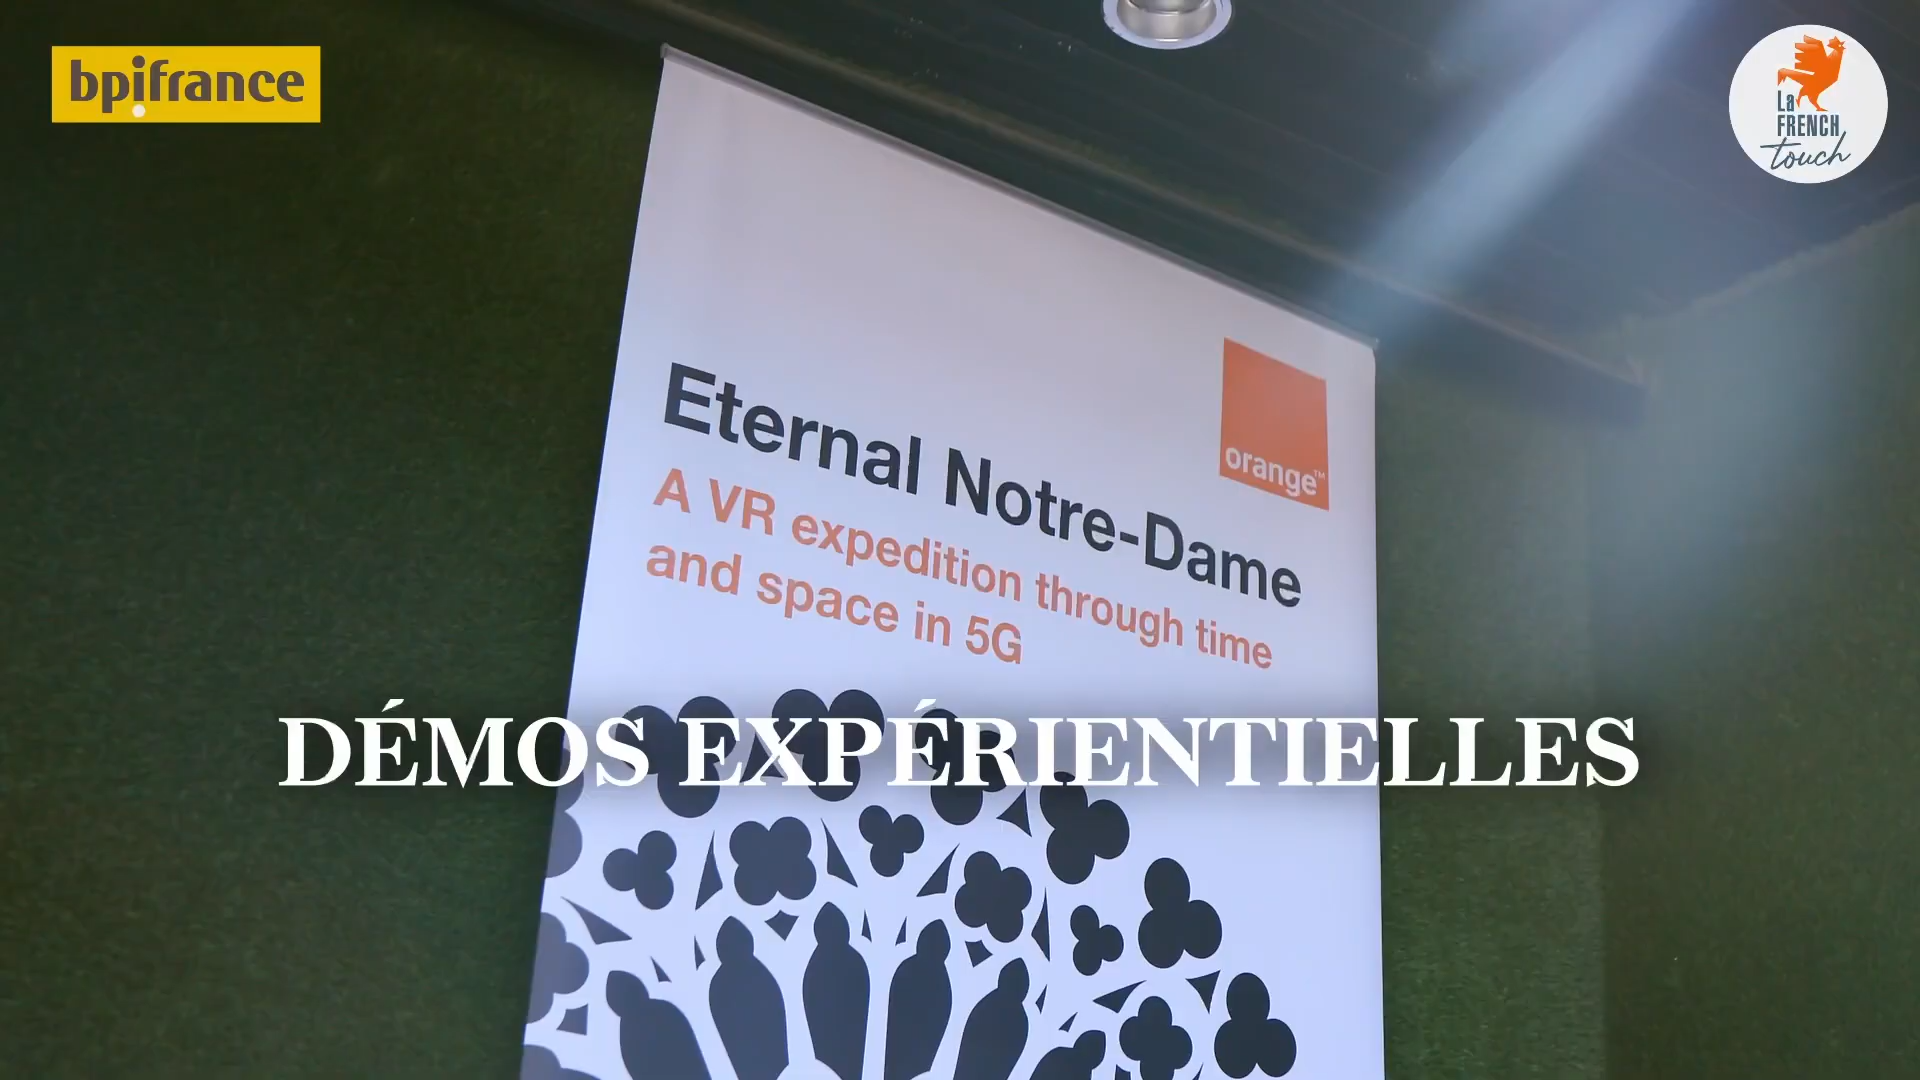 bpifrance
La
FRENCH
touch
Eternal Notre-Dame
orange™
A VR expedition through time
and space in 5G
DÉMOS EXPÉRIENTIELLES